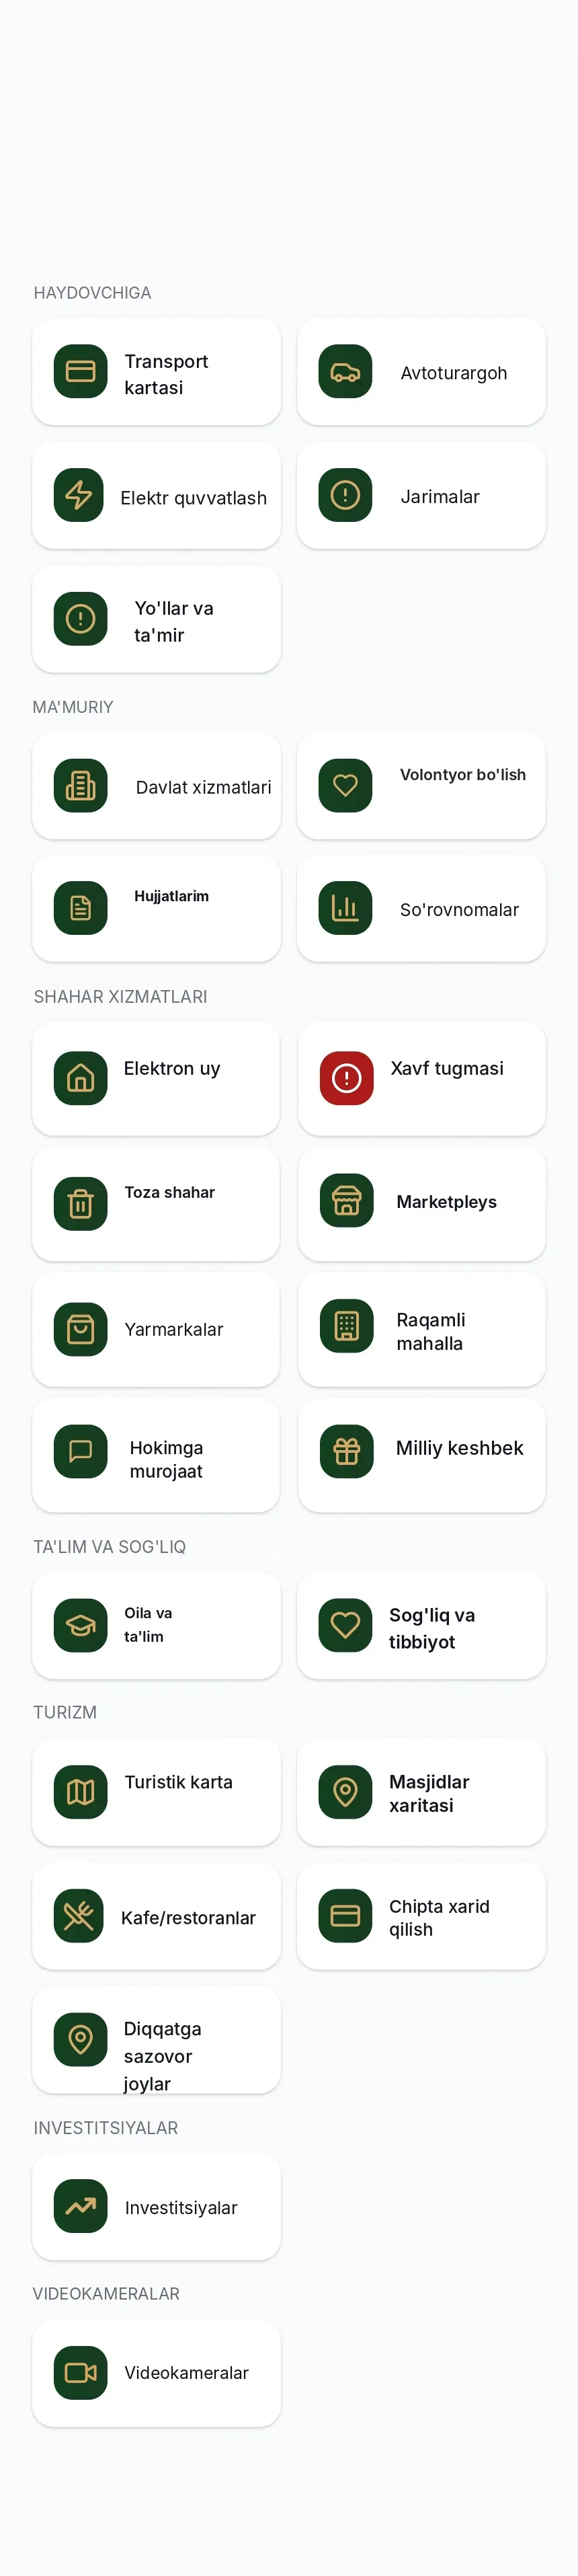 HAYDOVCHIGA
Transport
kartasi
Avtoturargoh
Elektr quvvatlash
Jarimalar
Yo'llar va
ta'mir
MA'MURIY
Davlat xizmatlari
Volontyor bo'lish
Hujjatlarim
So'rovnomalar
SHAHAR XIZMATLARI
Elektron uy
Xavf tugmasi
Toza shahar
Marketpleys
Yarmarkalar
Raqamli
mahalla
Hokimga
murojaat
Milliy keshbek
TA'LIM VA SOG'LIQ
Oila va
ta'lim
Sog'liq va
tibbiyot
TURIZM
Turistik karta
Masjidlar
xaritasi
Kafe/restoranlar
Chipta xarid
qilish
Diqqatga
sazovor
joylar
INVESTITSIYALAR
Investitsiyalar
VIDEOKAMERALAR
Videokameralar